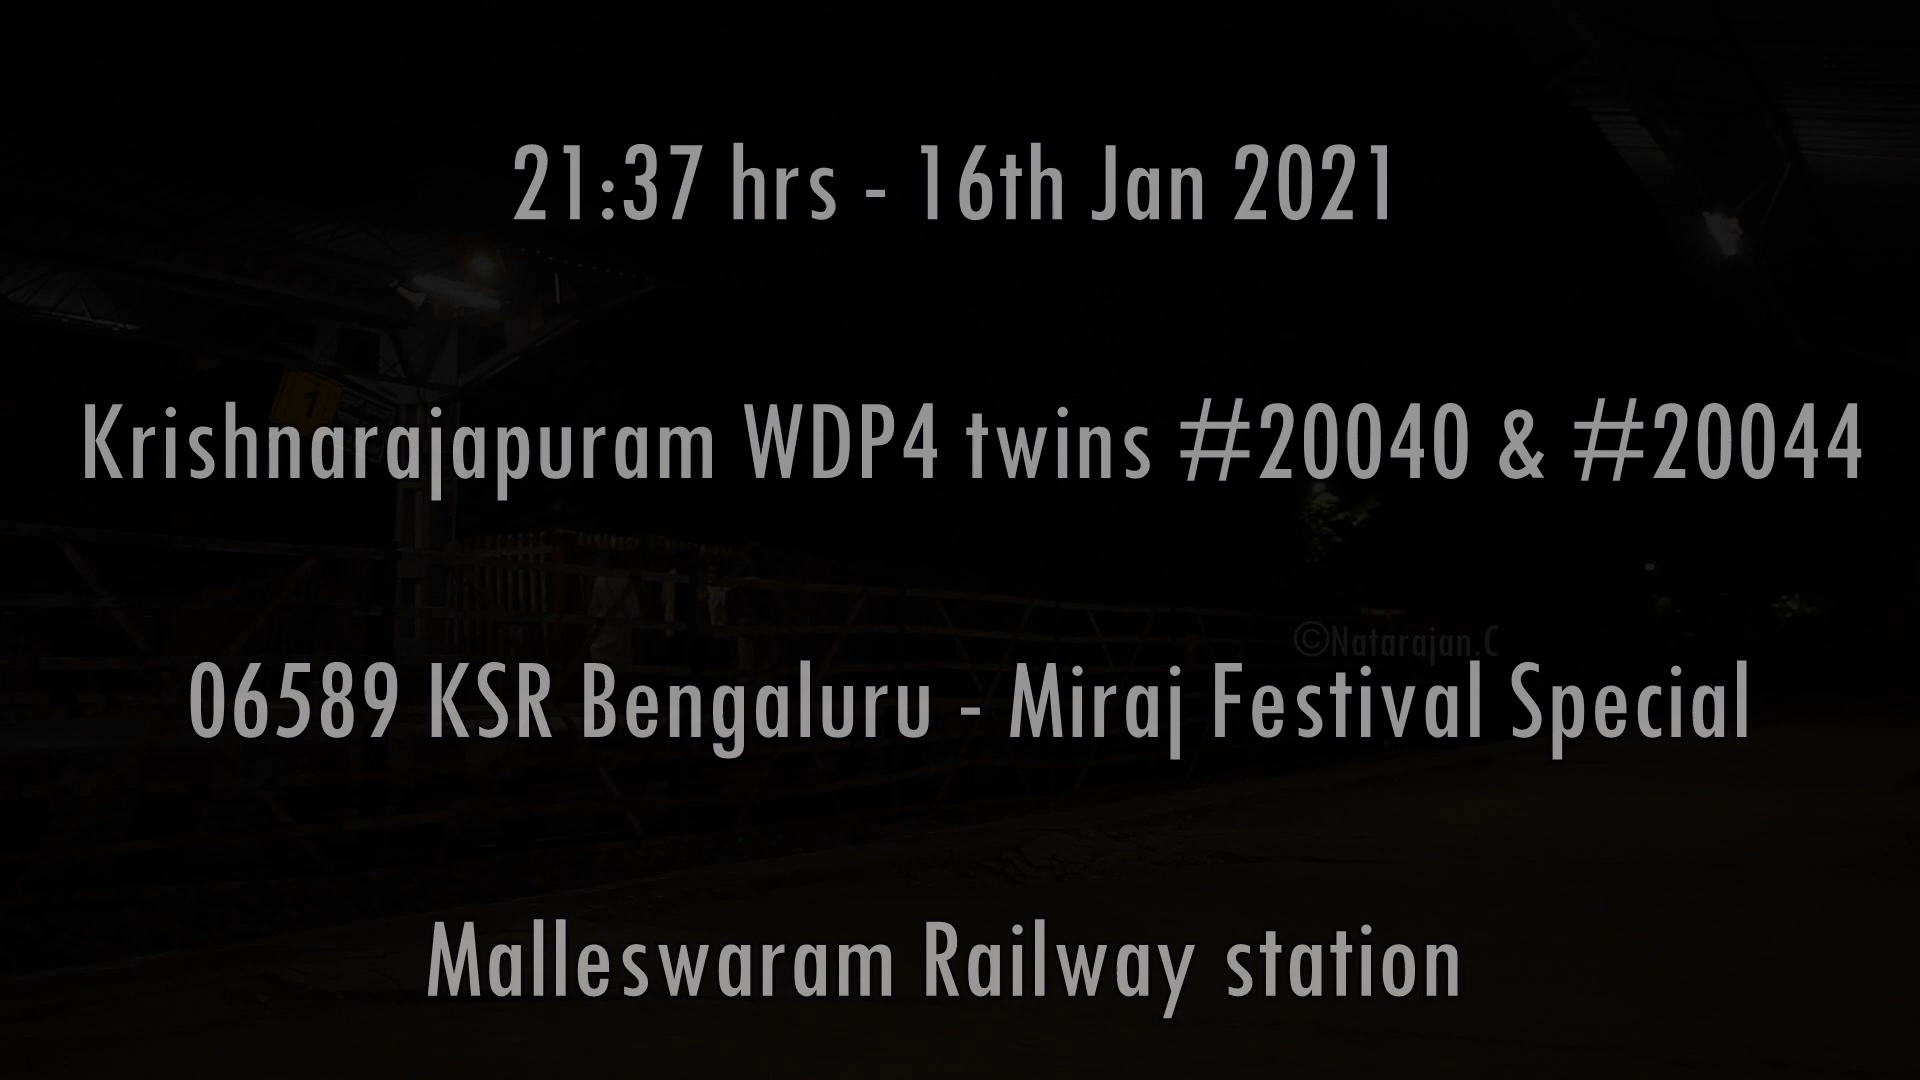 21:37 hrs - 16th Jan 2021
1
Krishnarajapuram WDP4 twins #20040 & #20044
©Natarajan.C
06589 KSR Bengaluru - Miraj Festival Special
Malleswaram Railway station